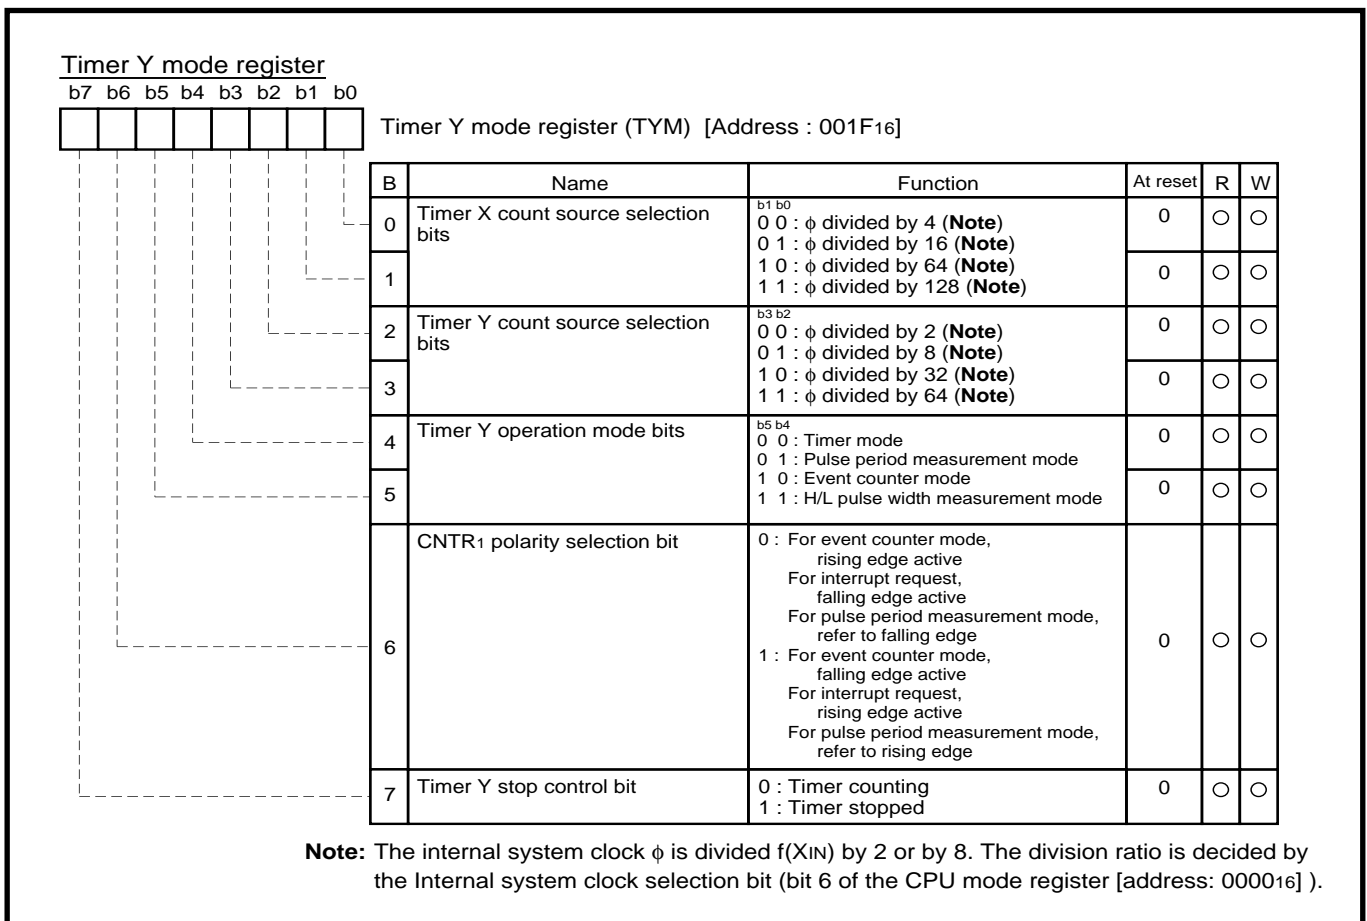 Timer Y mode register
b7 b6 b5 b4 b3 b2 b1 b0
Timer Y mode register (TYM) [Address : 001F16]
B Name Function At reset R W
0 Timer X count source selection bits
b1 b0
0 0 : φ divided by 4 (Note)
0 1 : φ divided by 16 (Note)
1 0 : φ divided by 64 (Note)
1 1 : φ divided by 128 (Note)
0 ○ ○
1 0 ○ ○
2 Timer Y count source selection bits
b3 b2
0 0 : φ divided by 2 (Note)
0 1 : φ divided by 8 (Note)
1 0 : φ divided by 32 (Note)
1 1 : φ divided by 64 (Note)
0 ○ ○
3 0 ○ ○
4 Timer Y operation mode bits
b5 b4
0 0 : Timer mode
0 1 : Pulse period measurement mode
1 0 : Event counter mode
1 1 : H/L pulse width measurement mode
0 ○ ○
5 0 ○ ○
6 CNTR1 polarity selection bit
0 : For event counter mode,
rising edge active
For interrupt request,
falling edge active
For pulse period measurement mode,
refer to falling edge
1 : For event counter mode,
falling edge active
For interrupt request,
rising edge active
For pulse period measurement mode,
refer to rising edge
0 ○ ○
7 Timer Y stop control bit
0 : Timer counting
1 : Timer stopped
0 ○ ○
Note: The internal system clock φ is divided f(XIN) by 2 or by 8. The division ratio is decided by
the Internal system clock selection bit (bit 6 of the CPU mode register [address: 000016] ).